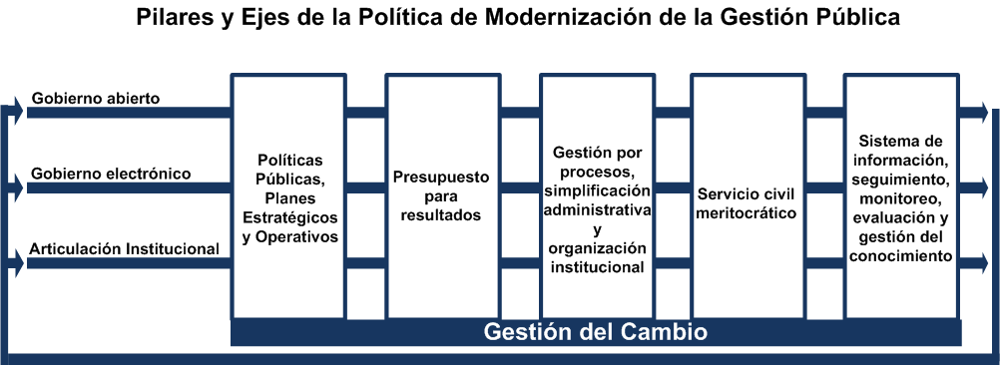 Pilares y Ejes de la Política de Modernización de la Gestión Pública
Gobierno abierto
Gobierno electrónico
Articulación Institucional
Políticas
Públicas,
Planes
Estratégicos
y Operativos
Presupuesto
para
resultados
Gestión por
procesos,
simplificación
administrativa
y
organización
institucional
Servicio civil
meritocrático
Sistema de
información,
seguimiento,
monitoreo,
evaluación y
gestión del
conocimiento
Gestión del Cambio